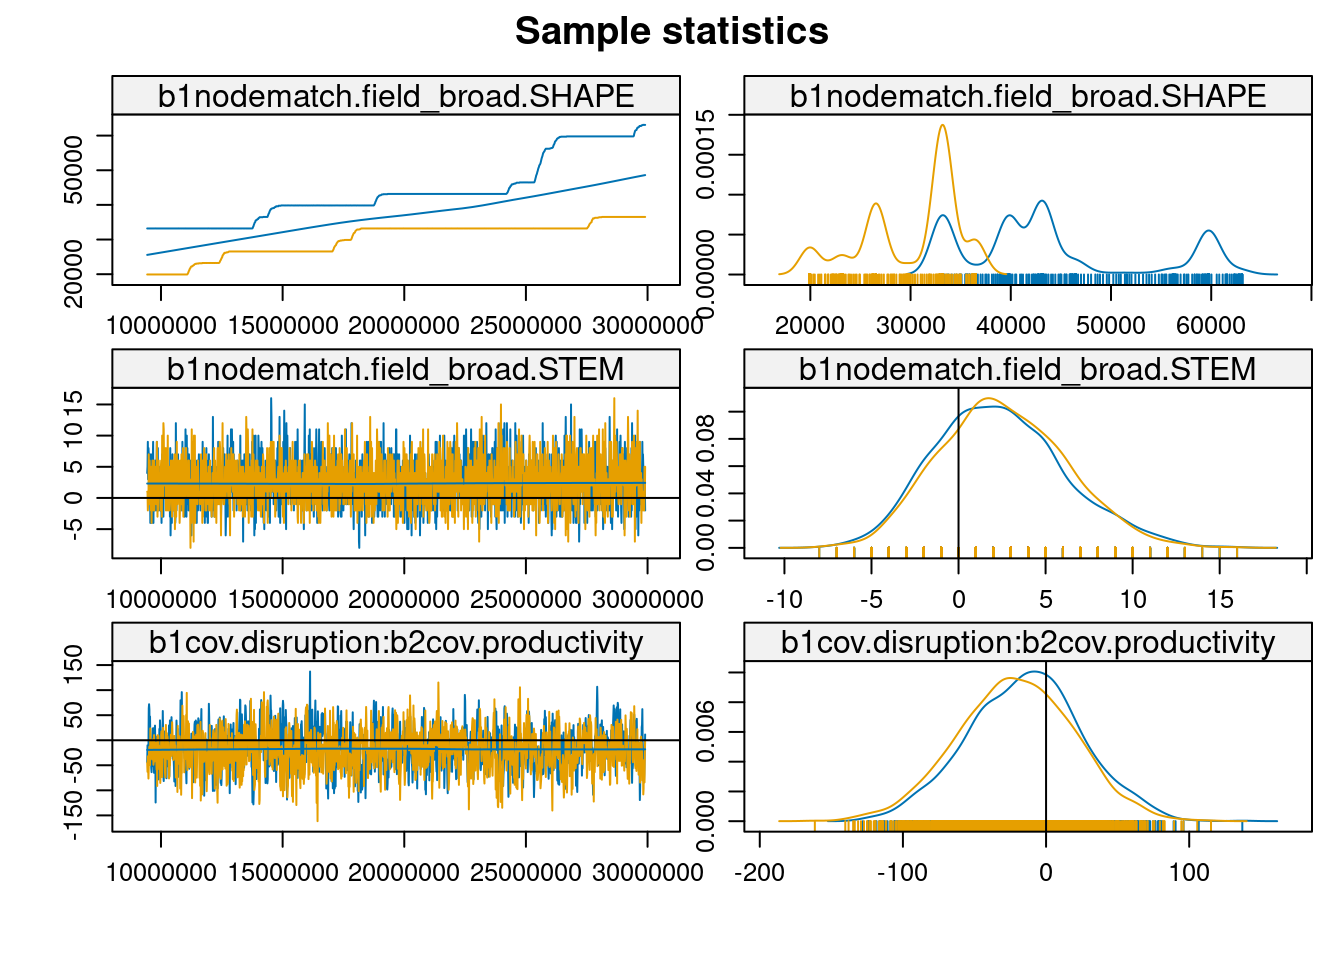 Sample statistics
b1nodematch.field_broad.SHAPE
b1nodematch.field_broad.SHAPE
20000 50000
10000000 15000000 20000000 25000000 30000000
0.00000 0.00015
20000 30000 40000 50000 60000
b1nodematch.field_broad.STEM
b1nodematch.field_broad.STEM
-5 0 5 10 15
10000000 15000000 20000000 25000000 30000000
0.00 0.04 0.08
-10 -5 0 5 10 15
b1cov.disruption:b2cov.productivity
b1cov.disruption:b2cov.productivity
-150 -50 50 150
10000000 15000000 20000000 25000000 30000000
0.000 0.006
-200 -100 0 100